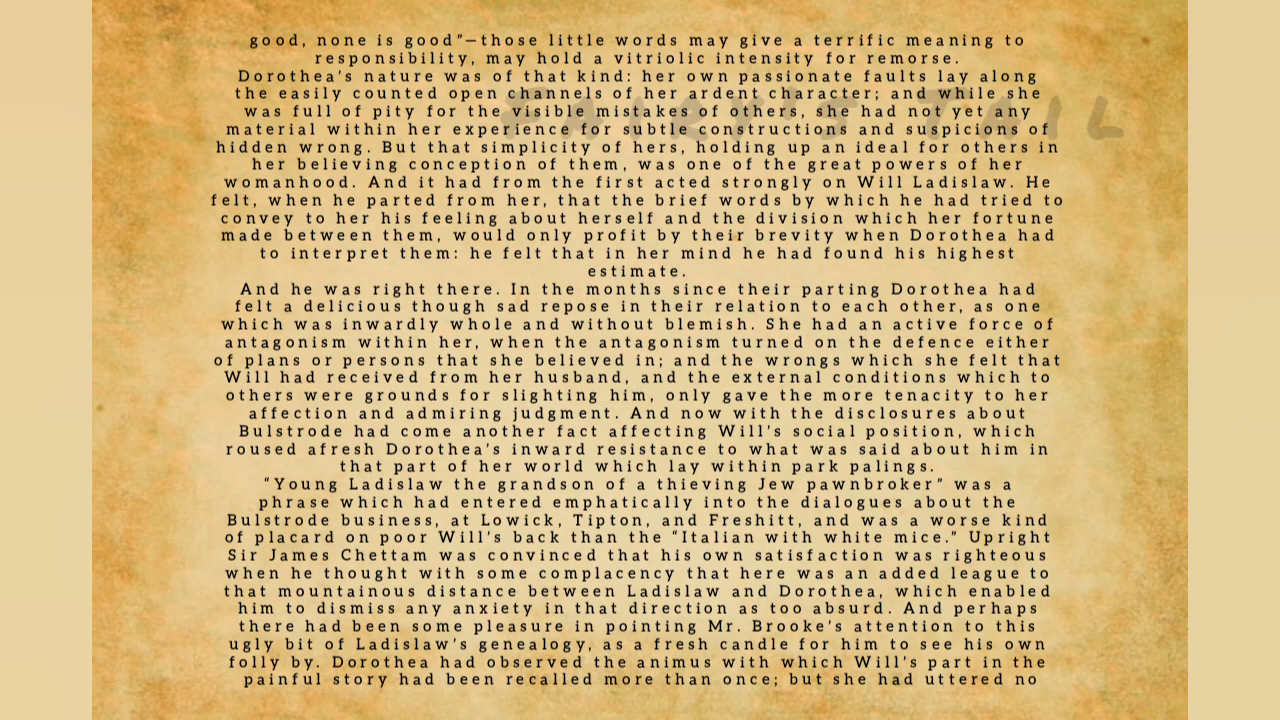 good, none is good”—those little words may give a terrific meaning to
responsibility, may hold a vitriolic intensity for remorse.
Dorothea’s nature was of that kind: her own passionate faults lay along
the easily counted open channels of her ardent character; and while she
was full of pity for the visible mistakes of others, she had not yet any
material within her experience for subtle constructions and suspicions of
hidden wrong. But that simplicity of hers, holding up an ideal for others in
her believing conception of them, was one of the great powers of her
womanhood. And it had from the first acted strongly on Will Ladislaw. He
felt, when he parted from her, that the brief words by which he had tried to
convey to her his feeling about herself and the division which her fortune
made between them, would only profit by their brevity when Dorothea had
to interpret them: he felt that in her mind he had found his highest
estimate.
And he was right there. In the months since their parting Dorothea had
felt a delicious though sad repose in their relation to each other, as one
which was inwardly whole and without blemish. She had an active force of
antagonism within her, when the antagonism turned on the defence either
of plans or persons that she believed in; and the wrongs which she felt that
Will had received from her husband, and the external conditions which to
others were grounds for slighting him, only gave the more tenacity to her
affection and admiring judgment. And now with the disclosures about
Bulstrode had come another fact affecting Will’s social position, which
roused afresh Dorothea’s inward resistance to what was said about him in
that part of her world which lay within park palings.
“Young Ladislaw the grandson of a thieving Jew pawnbroker” was a
phrase which had entered emphatically into the dialogues about the
Bulstrode business, at Lowick, Tipton, and Freshitt, and was a worse kind
of placard on poor Will’s back than the “Italian with white mice.” Upright
Sir James Chettam was convinced that his own satisfaction was righteous
when he thought with some complacency that here was an added league to
that mountainous distance between Ladislaw and Dorothea, which enabled
him to dismiss any anxiety in that direction as too absurd. And perhaps
there had been some pleasure in pointing Mr. Brooke’s attention to this
ugly bit of Ladislaw’s genealogy, as a fresh candle for him to see his own
folly by. Dorothea had observed the animus with which Will’s part in the
painful story had been recalled more than once; but she had uttered no